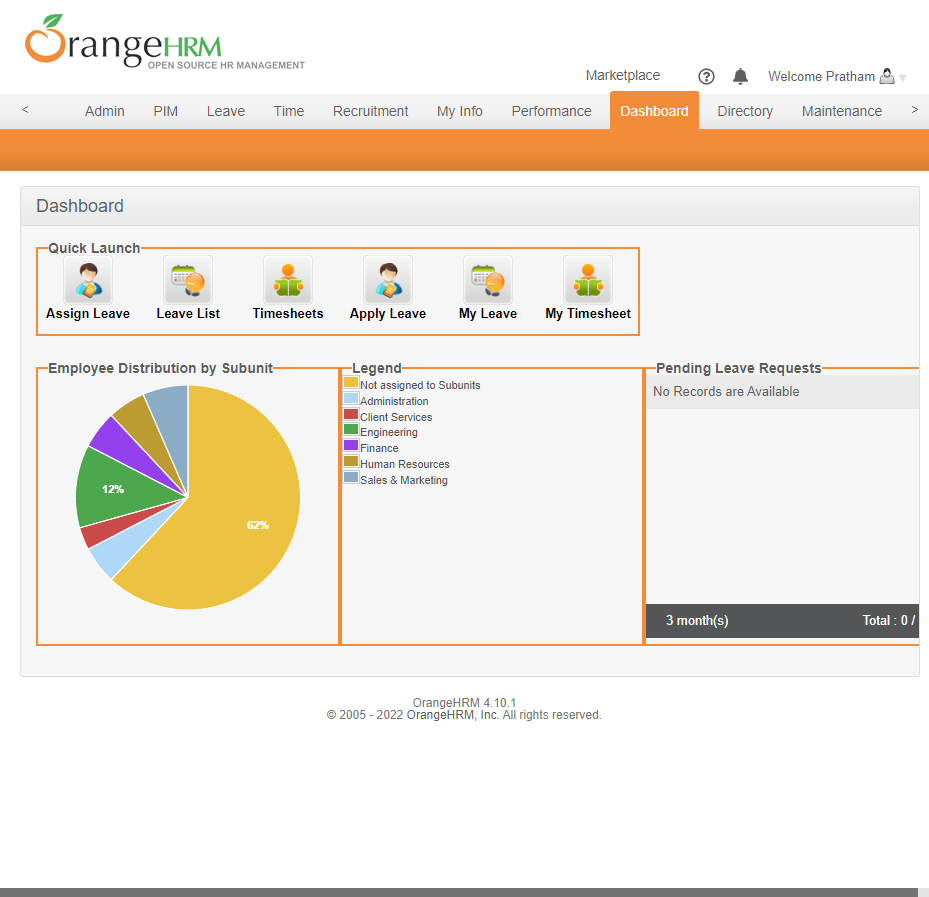 OrangeHRM
OPEN SOURCE HR MANAGEMENT
Marketplace
Welcome Pratham
< Admin PIM Leave Time Recruitment My Info Performance Dashboard Directory Maintenance >
Dashboard
Quick Launch
Assign Leave Leave List Timesheets Apply Leave My Leave My Timesheet
Employee Distribution by Subunit
12%
62%
Legend
Not assigned to Subunits
Administration
Client Services
Engineering
Finance
Human Resources
Sales & Marketing
Pending Leave Requests
No Records are Available
3 month(s) Total : 0 /
OrangeHRM 4.10.1
© 2005 - 2022 OrangeHRM, Inc. All rights reserved.